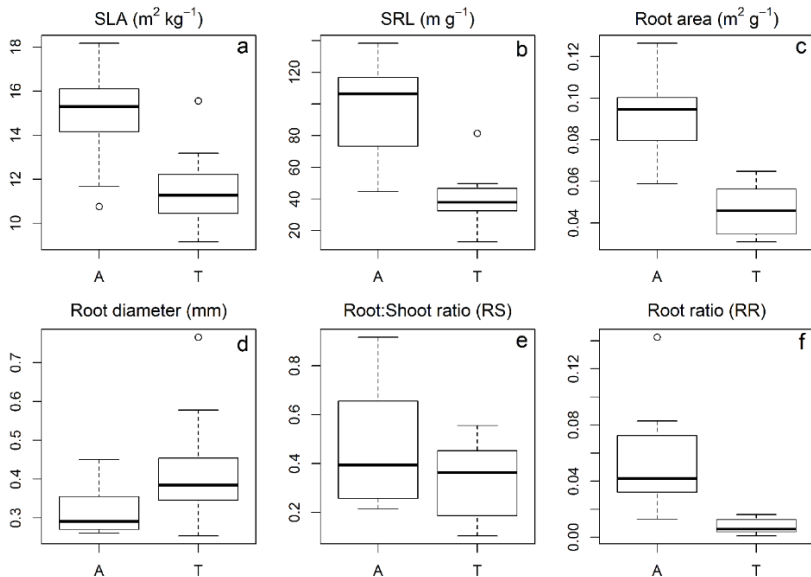 SLA (m² kg⁻¹)
a
18
16
14
12
10
A T
SRL (m g⁻¹)
b
120
80
60
40
20
A T
Root area (m² g⁻¹)
c
0.12
0.10
0.08
0.06
0.04
A T
Root diameter (mm)
d
0.7
0.6
0.5
0.4
0.3
A T
Root:Shoot ratio (RS)
e
0.8
0.6
0.4
0.2
A T
Root ratio (RR)
f
0.12
0.08
0.04
0.00
A T